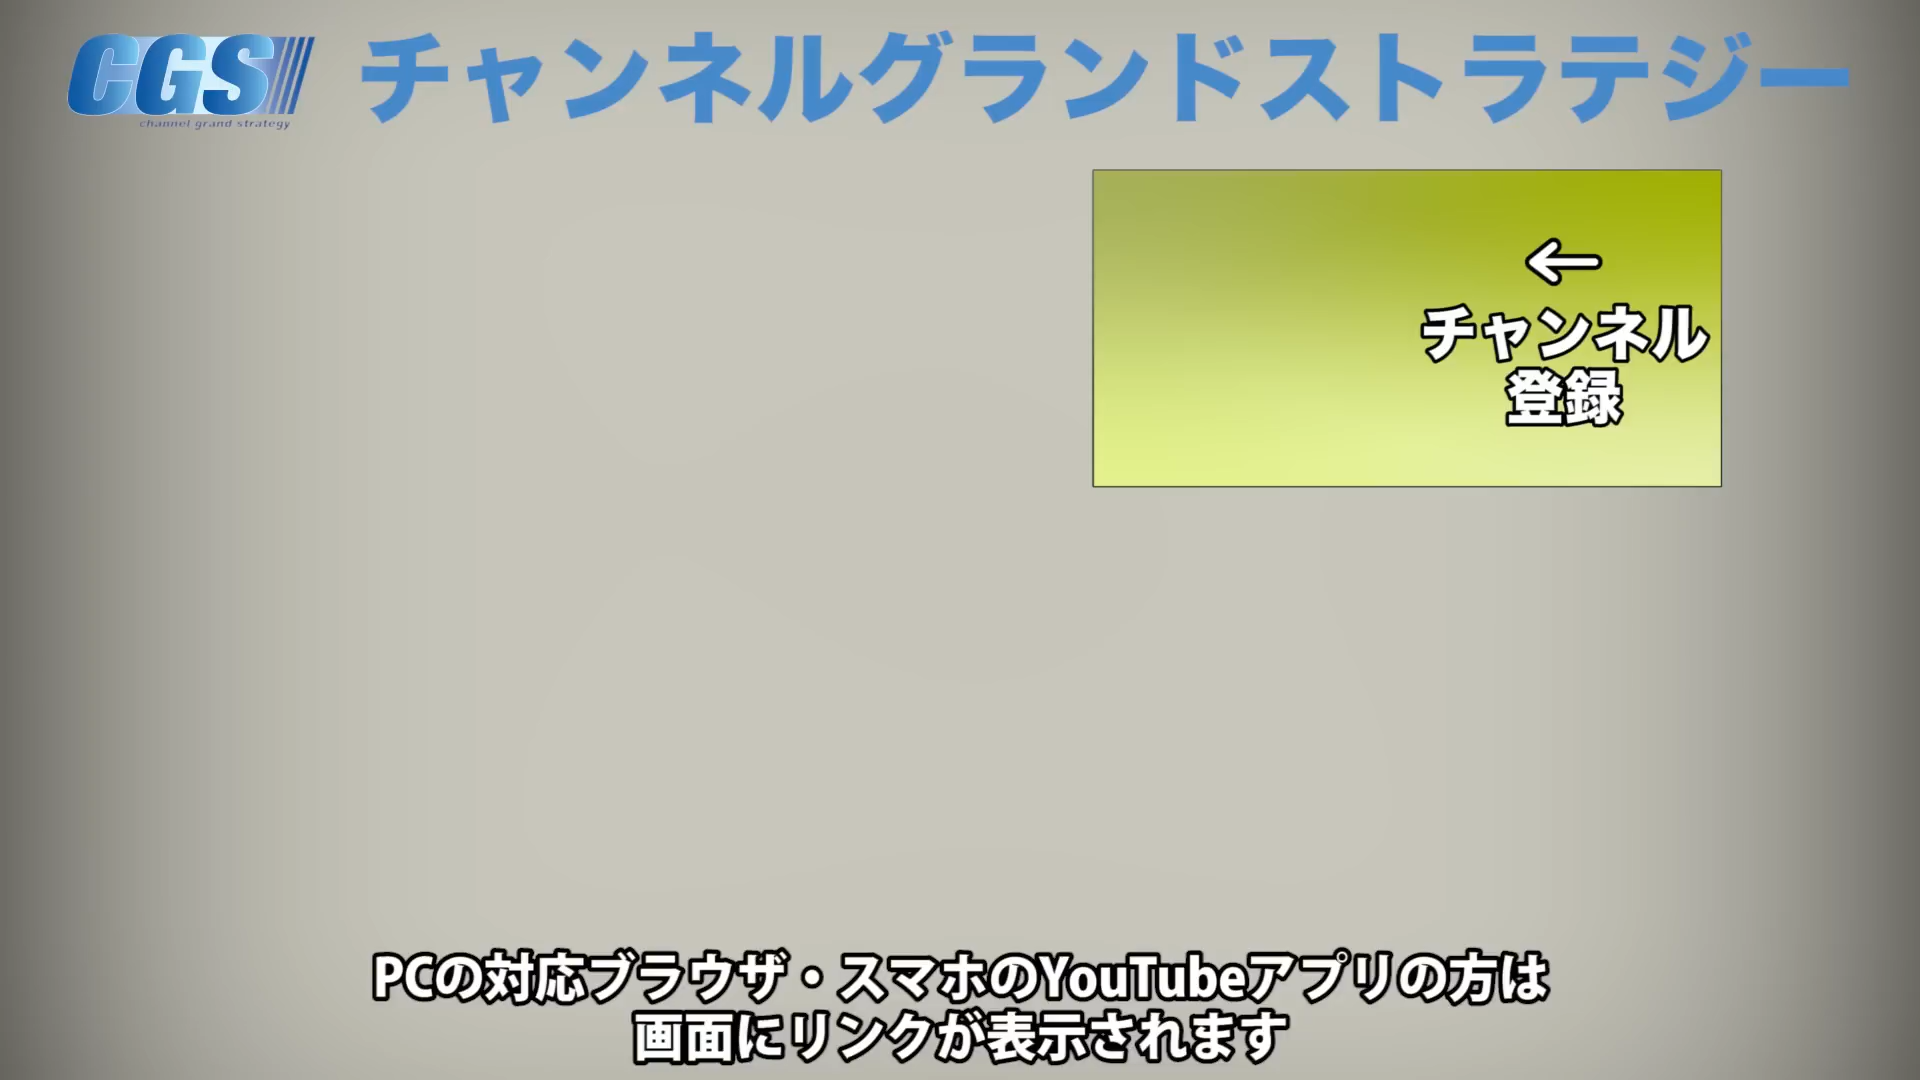 CGS
channel grand strategy
チャンネルグランドストラテジー
←
チャンネル
登録
PCの対応ブラウザ・スマホのYouTubeアプリの方は
画面にリンクが表示されます